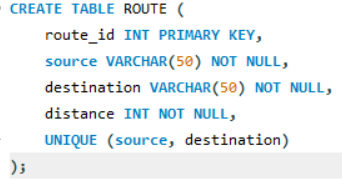 CREATE TABLE ROUTE (
    route_id INT PRIMARY KEY,
    source VARCHAR(50) NOT NULL,
    destination VARCHAR(50) NOT NULL,
    distance INT NOT NULL,
    UNIQUE (source, destination)
);